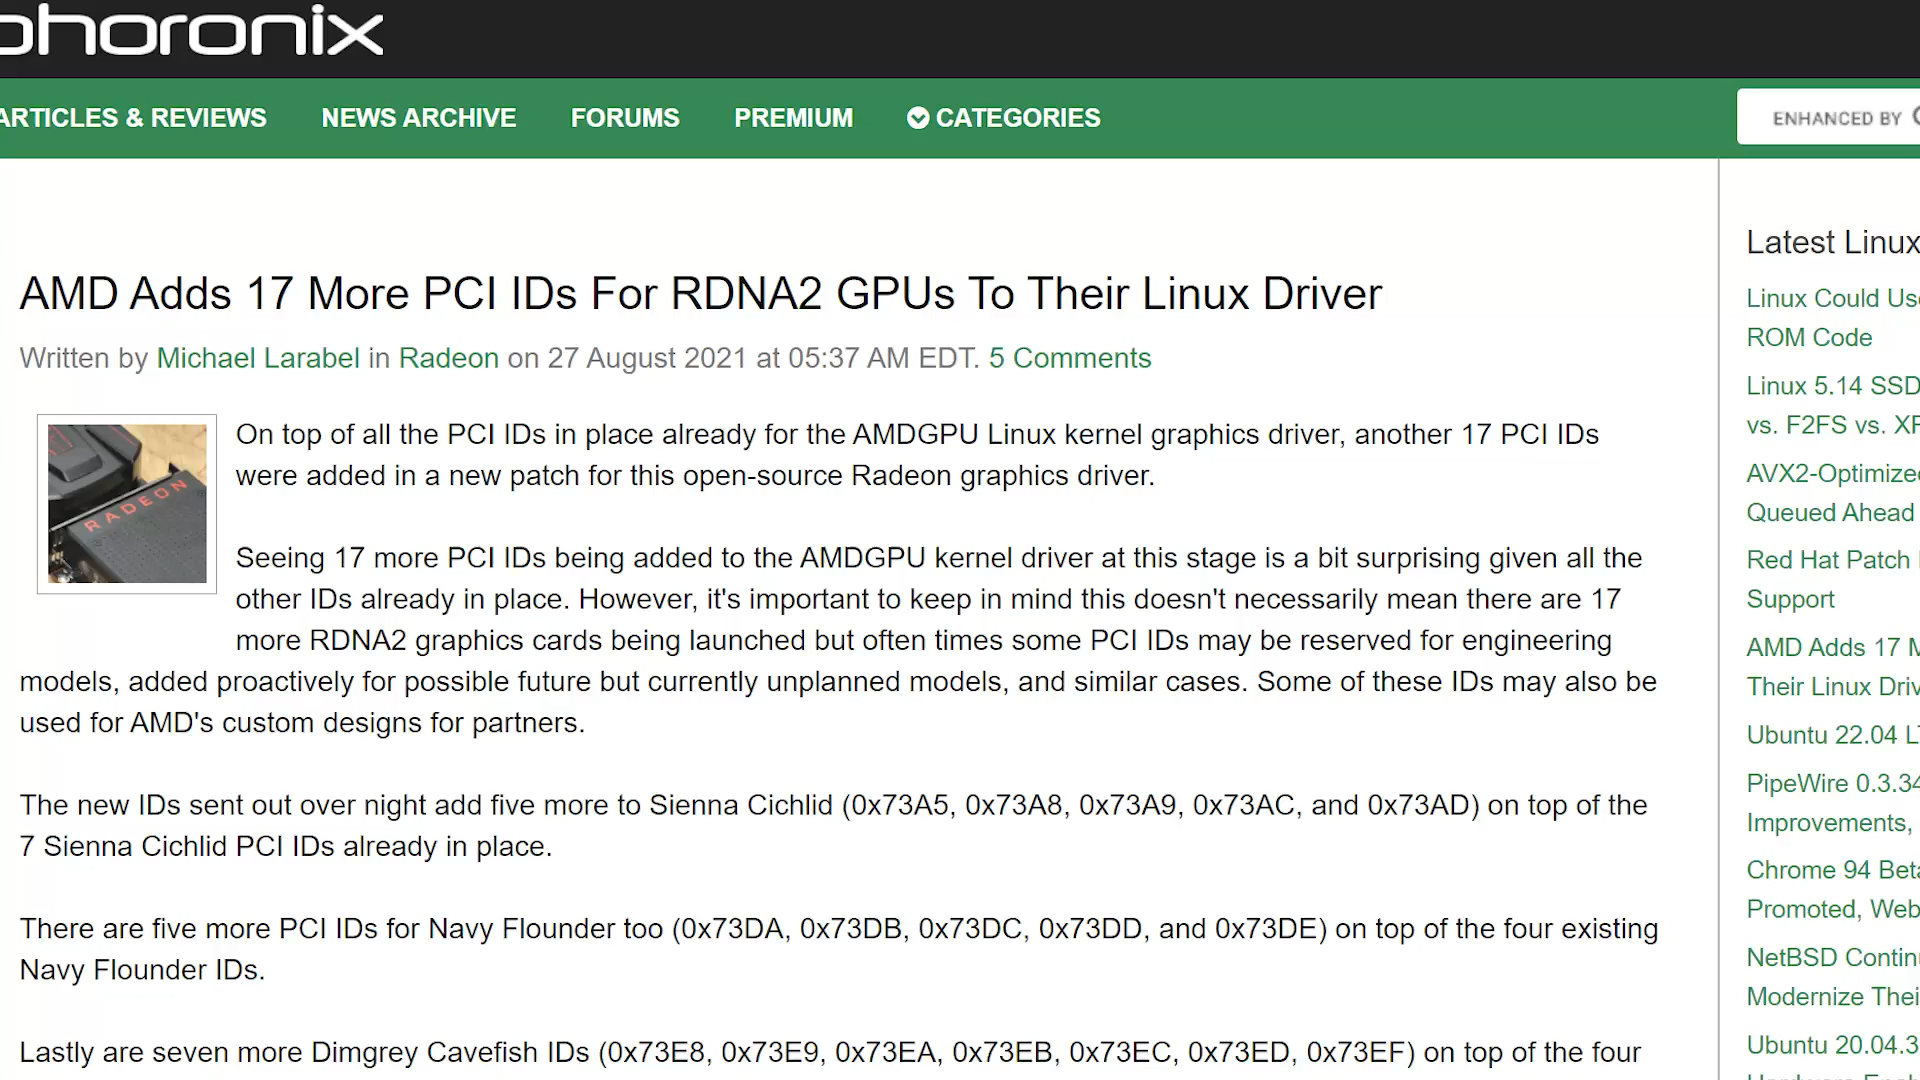 phoronix
ARTICLES & REVIEWS NEWS ARCHIVE FORUMS PREMIUM CATEGORIES ENHANCED BY
AMD Adds 17 More PCI IDs For RDNA2 GPUs To Their Linux Driver
Written by Michael Larabel in Radeon on 27 August 2021 at 05:37 AM EDT. 5 Comments
RADEON
On top of all the PCI IDs in place already for the AMDGPU Linux kernel graphics driver, another 17 PCI IDs
were added in a new patch for this open-source Radeon graphics driver.
Seeing 17 more PCI IDs being added to the AMDGPU kernel driver at this stage is a bit surprising given all the
other IDs already in place. However, it's important to keep in mind this doesn't necessarily mean there are 17
more RDNA2 graphics cards being launched but often times some PCI IDs may be reserved for engineering
models, added proactively for possible future but currently unplanned models, and similar cases. Some of these IDs may also be
used for AMD's custom designs for partners.
The new IDs sent out over night add five more to Sienna Cichlid (0x73A5, 0x73A8, 0x73A9, 0x73AC, and 0x73AD) on top of the
7 Sienna Cichlid PCI IDs already in place.
There are five more PCI IDs for Navy Flounder too (0x73DA, 0x73DB, 0x73DC, 0x73DD, and 0x73DE) on top of the four existing
Navy Flounder IDs.
Lastly are seven more Dimgrey Cavefish IDs (0x73E8, 0x73E9, 0x73EA, 0x73EB, 0x73EC, 0x73ED, 0x73EF) on top of the four
Latest Linux
Linux Could Us
ROM Code
Linux 5.14 SSD
vs. F2FS vs. XF
AVX2-Optimize
Queued Ahead
Red Hat Patch
Support
AMD Adds 17 M
Their Linux Driv
Ubuntu 22.04 LT
PipeWire 0.3.34
Improvements,
Chrome 94 Beta
Promoted, Web
NetBSD Contin
Modernize Thei
Ubuntu 20.04.3